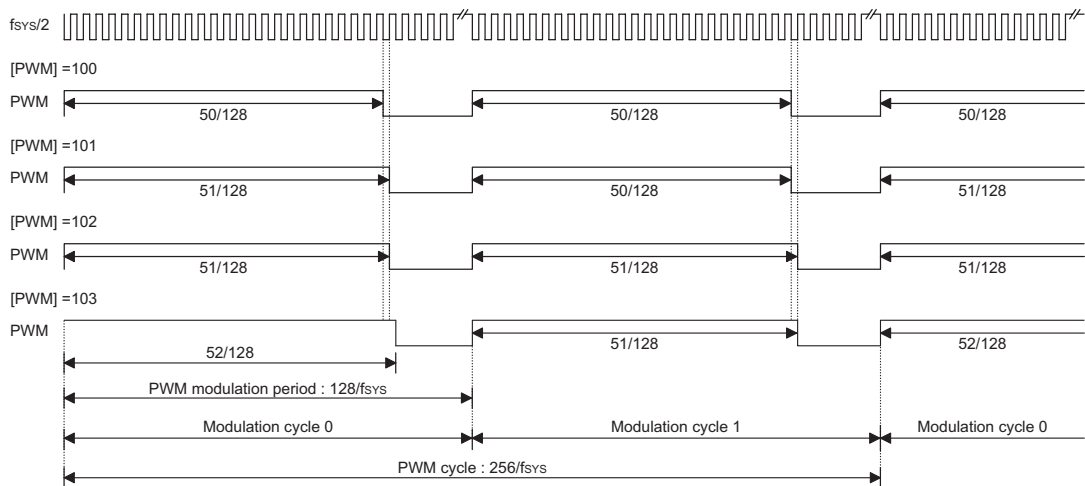 fSYS/2
[PWM] =100
PWM
50/128
50/128
50/128
[PWM] =101
PWM
51/128
50/128
51/128
[PWM] =102
PWM
51/128
51/128
51/128
[PWM] =103
PWM
52/128
51/128
52/128
PWM modulation period : 128/fSYS
Modulation cycle 0
Modulation cycle 1
Modulation cycle 0
PWM cycle : 256/fSYS